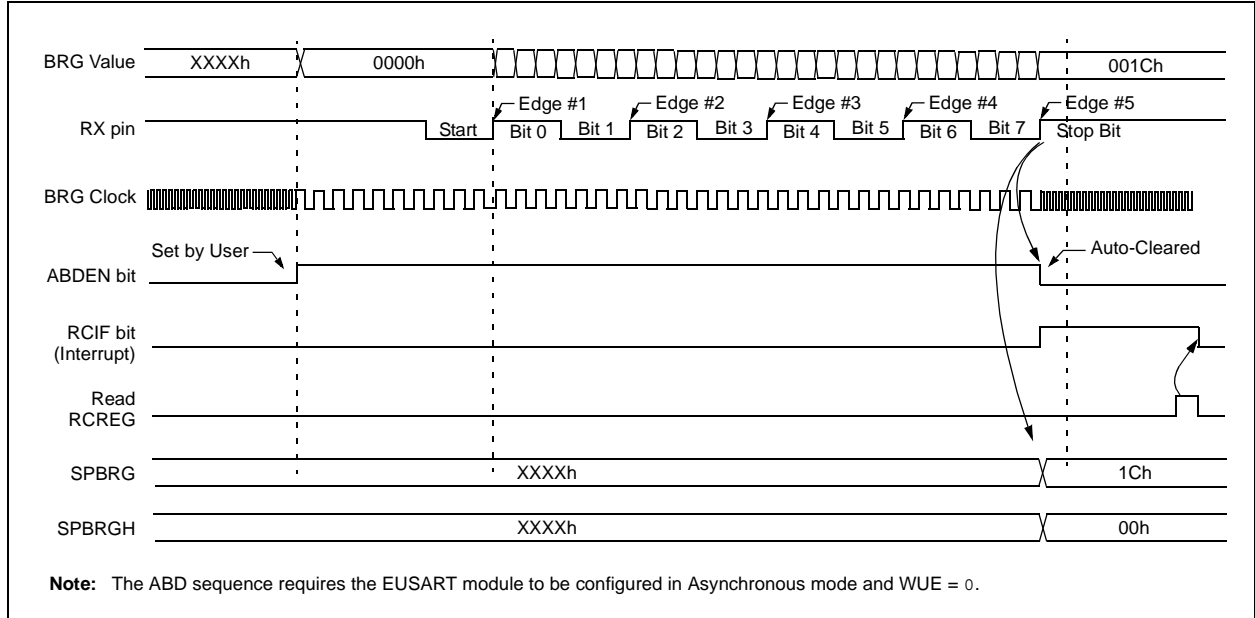 BRG Value XXXXh 0000h 001Ch
Edge #1 Edge #2 Edge #3 Edge #4 Edge #5
RX pin Start Bit 0 Bit 1 Bit 2 Bit 3 Bit 4 Bit 5 Bit 6 Bit 7 Stop Bit
BRG Clock
Set by User Auto-Cleared
ABDEN bit
RCIF bit
(Interrupt)
Read
RCREG
SPBRG XXXXh 1Ch
SPBRGH XXXXh 00h
Note: The ABD sequence requires the EUSART module to be configured in Asynchronous mode and WUE = 0.